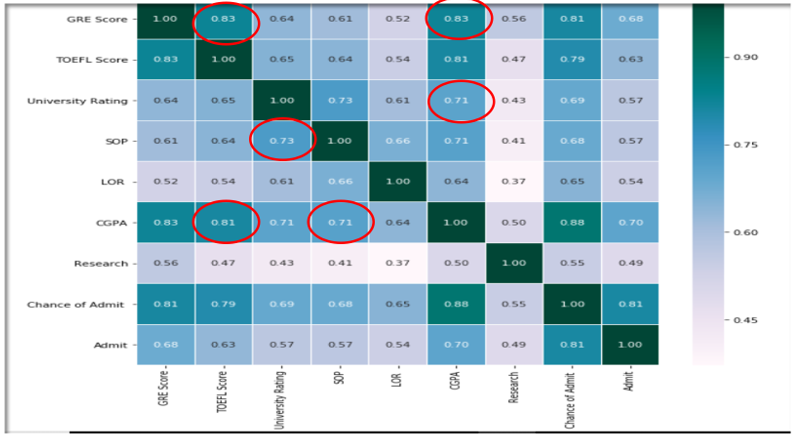 GRE Score 1.00 0.83 0.64 0.61 0.52 0.83 0.56 0.81 0.68
TOEFL Score 0.83 1.00 0.65 0.64 0.54 0.81 0.47 0.79 0.63
University Rating 0.64 0.65 1.00 0.73 0.61 0.71 0.43 0.69 0.57
SOP 0.61 0.64 0.73 1.00 0.66 0.71 0.41 0.68 0.57
LOR 0.52 0.54 0.61 0.66 1.00 0.64 0.37 0.65 0.54
CGPA 0.83 0.81 0.71 0.71 0.64 1.00 0.50 0.88 0.70
Research 0.56 0.47 0.43 0.41 0.37 0.50 1.00 0.55 0.49
Chance of Admit 0.81 0.79 0.69 0.68 0.65 0.88 0.55 1.00 0.81
Admit 0.68 0.63 0.57 0.57 0.54 0.70 0.49 0.81 1.00
GRE Score
TOEFL Score
University Rating
SOP
LOR
CGPA
Research
Chance of Admit
Admit
0.90
0.75
0.60
0.45